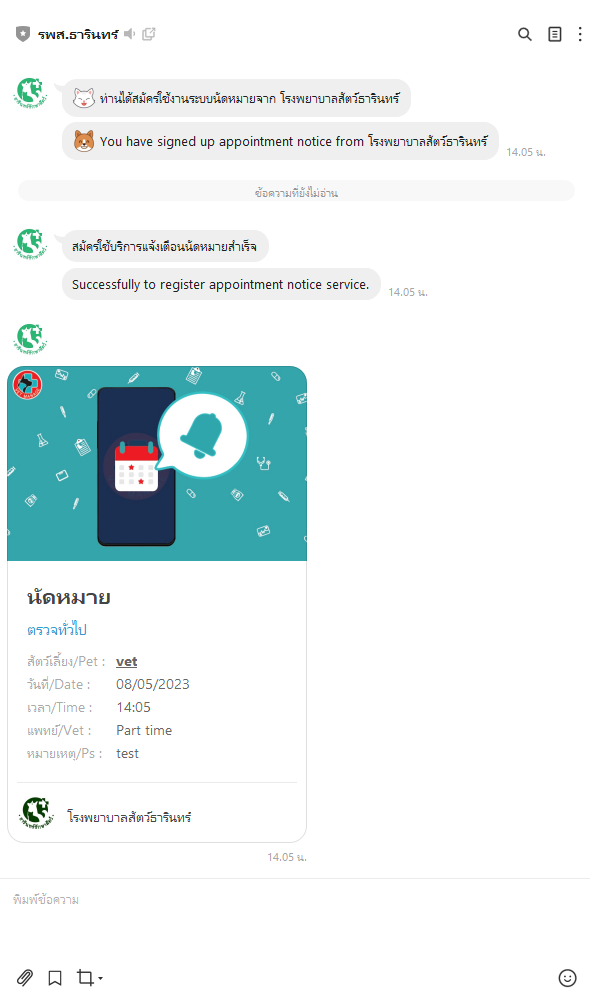 รพส.ธารินทร์
ท่านได้สมัครใช้งานระบบนัดหมายจาก โรงพยาบาลสัตว์ธารินทร์
You have signed up appointment notice from โรงพยาบาลสัตว์ธารินทร์
14.05 น.
ข้อความที่ยังไม่อ่าน
สมัครใช้บริการแจ้งเตือนนัดหมายสำเร็จ
Successfully to register appointment notice service.
14.05 น.
นัดหมาย
ตรวจทั่วไป
สัตว์เลี้ยง/Pet : vet
วันที่/Date : 08/05/2023
เวลา/Time : 14:05
แพทย์/Vet : Part time
หมายเหตุ/Ps : test
โรงพยาบาลสัตว์ธารินทร์
14.05 น.
พิมพ์ข้อความ